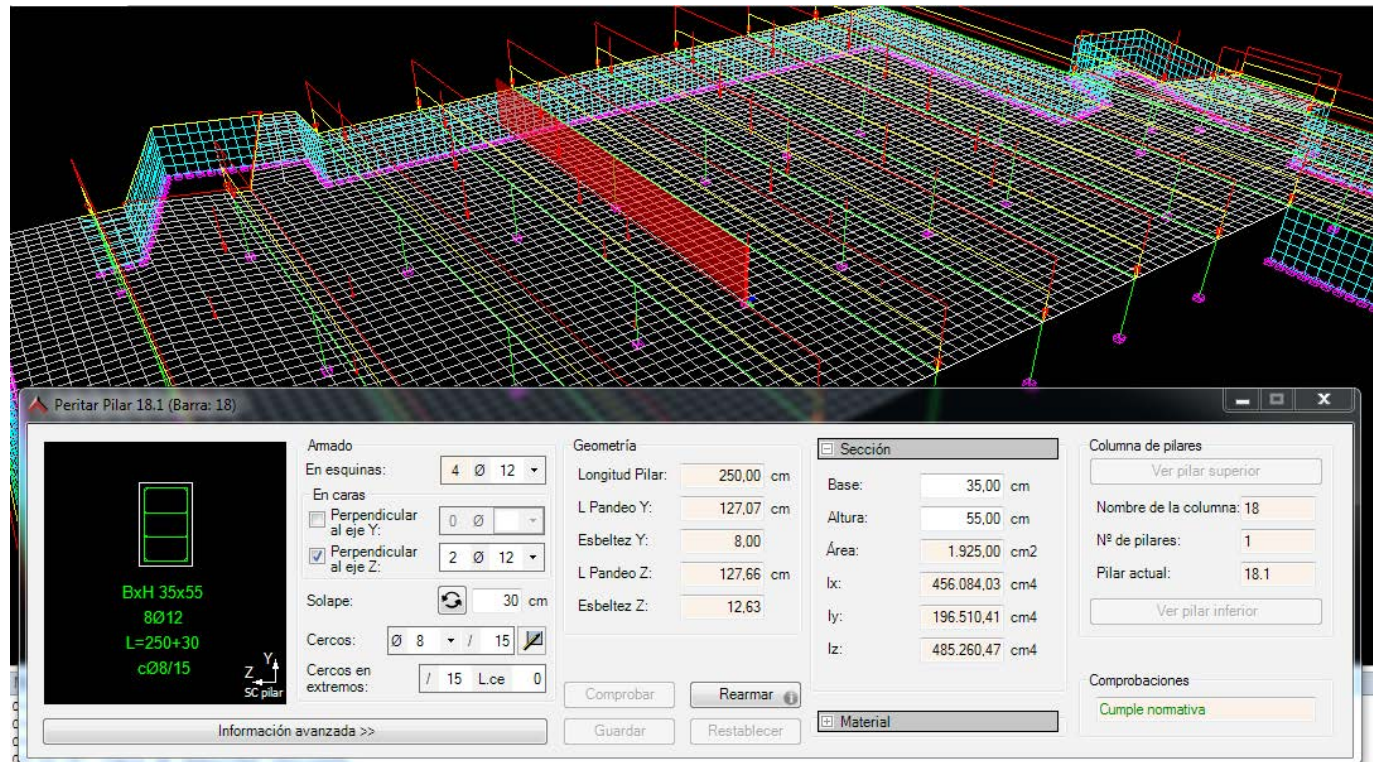 Peritar Pilar 18.1 (Barra: 18)
BxH 35x55
8Ø12
L=250+30
cØ8/15
Y
Z
SC pilar
Información avanzada >>
Armado
En esquinas: 4 Ø 12
En caras
Perpendicular al eje Y: 0 Ø
Perpendicular al eje Z: 2 Ø 12
Solape: 30 cm
Cercos: Ø 8 / 15
Cercos en extremos: / 15 L.ce 0
Geometría
Longitud Pilar: 250,00 cm
L Pandeo Y: 127,07 cm
Esbeltez Y: 8,00
L Pandeo Z: 127,66 cm
Esbeltez Z: 12,63
Comprobar Rearmar
Guardar Restablecer
Sección
Base: 35,00 cm
Altura: 55,00 cm
Área: 1.925,00 cm2
Ix: 456.084,03 cm4
Iy: 196.510,41 cm4
Iz: 485.260,47 cm4
Material
Columna de pilares
Ver pilar superior
Nombre de la columna: 18
Nº de pilares: 1
Pilar actual: 18.1
Ver pilar inferior
Comprobaciones
Cumple normativa